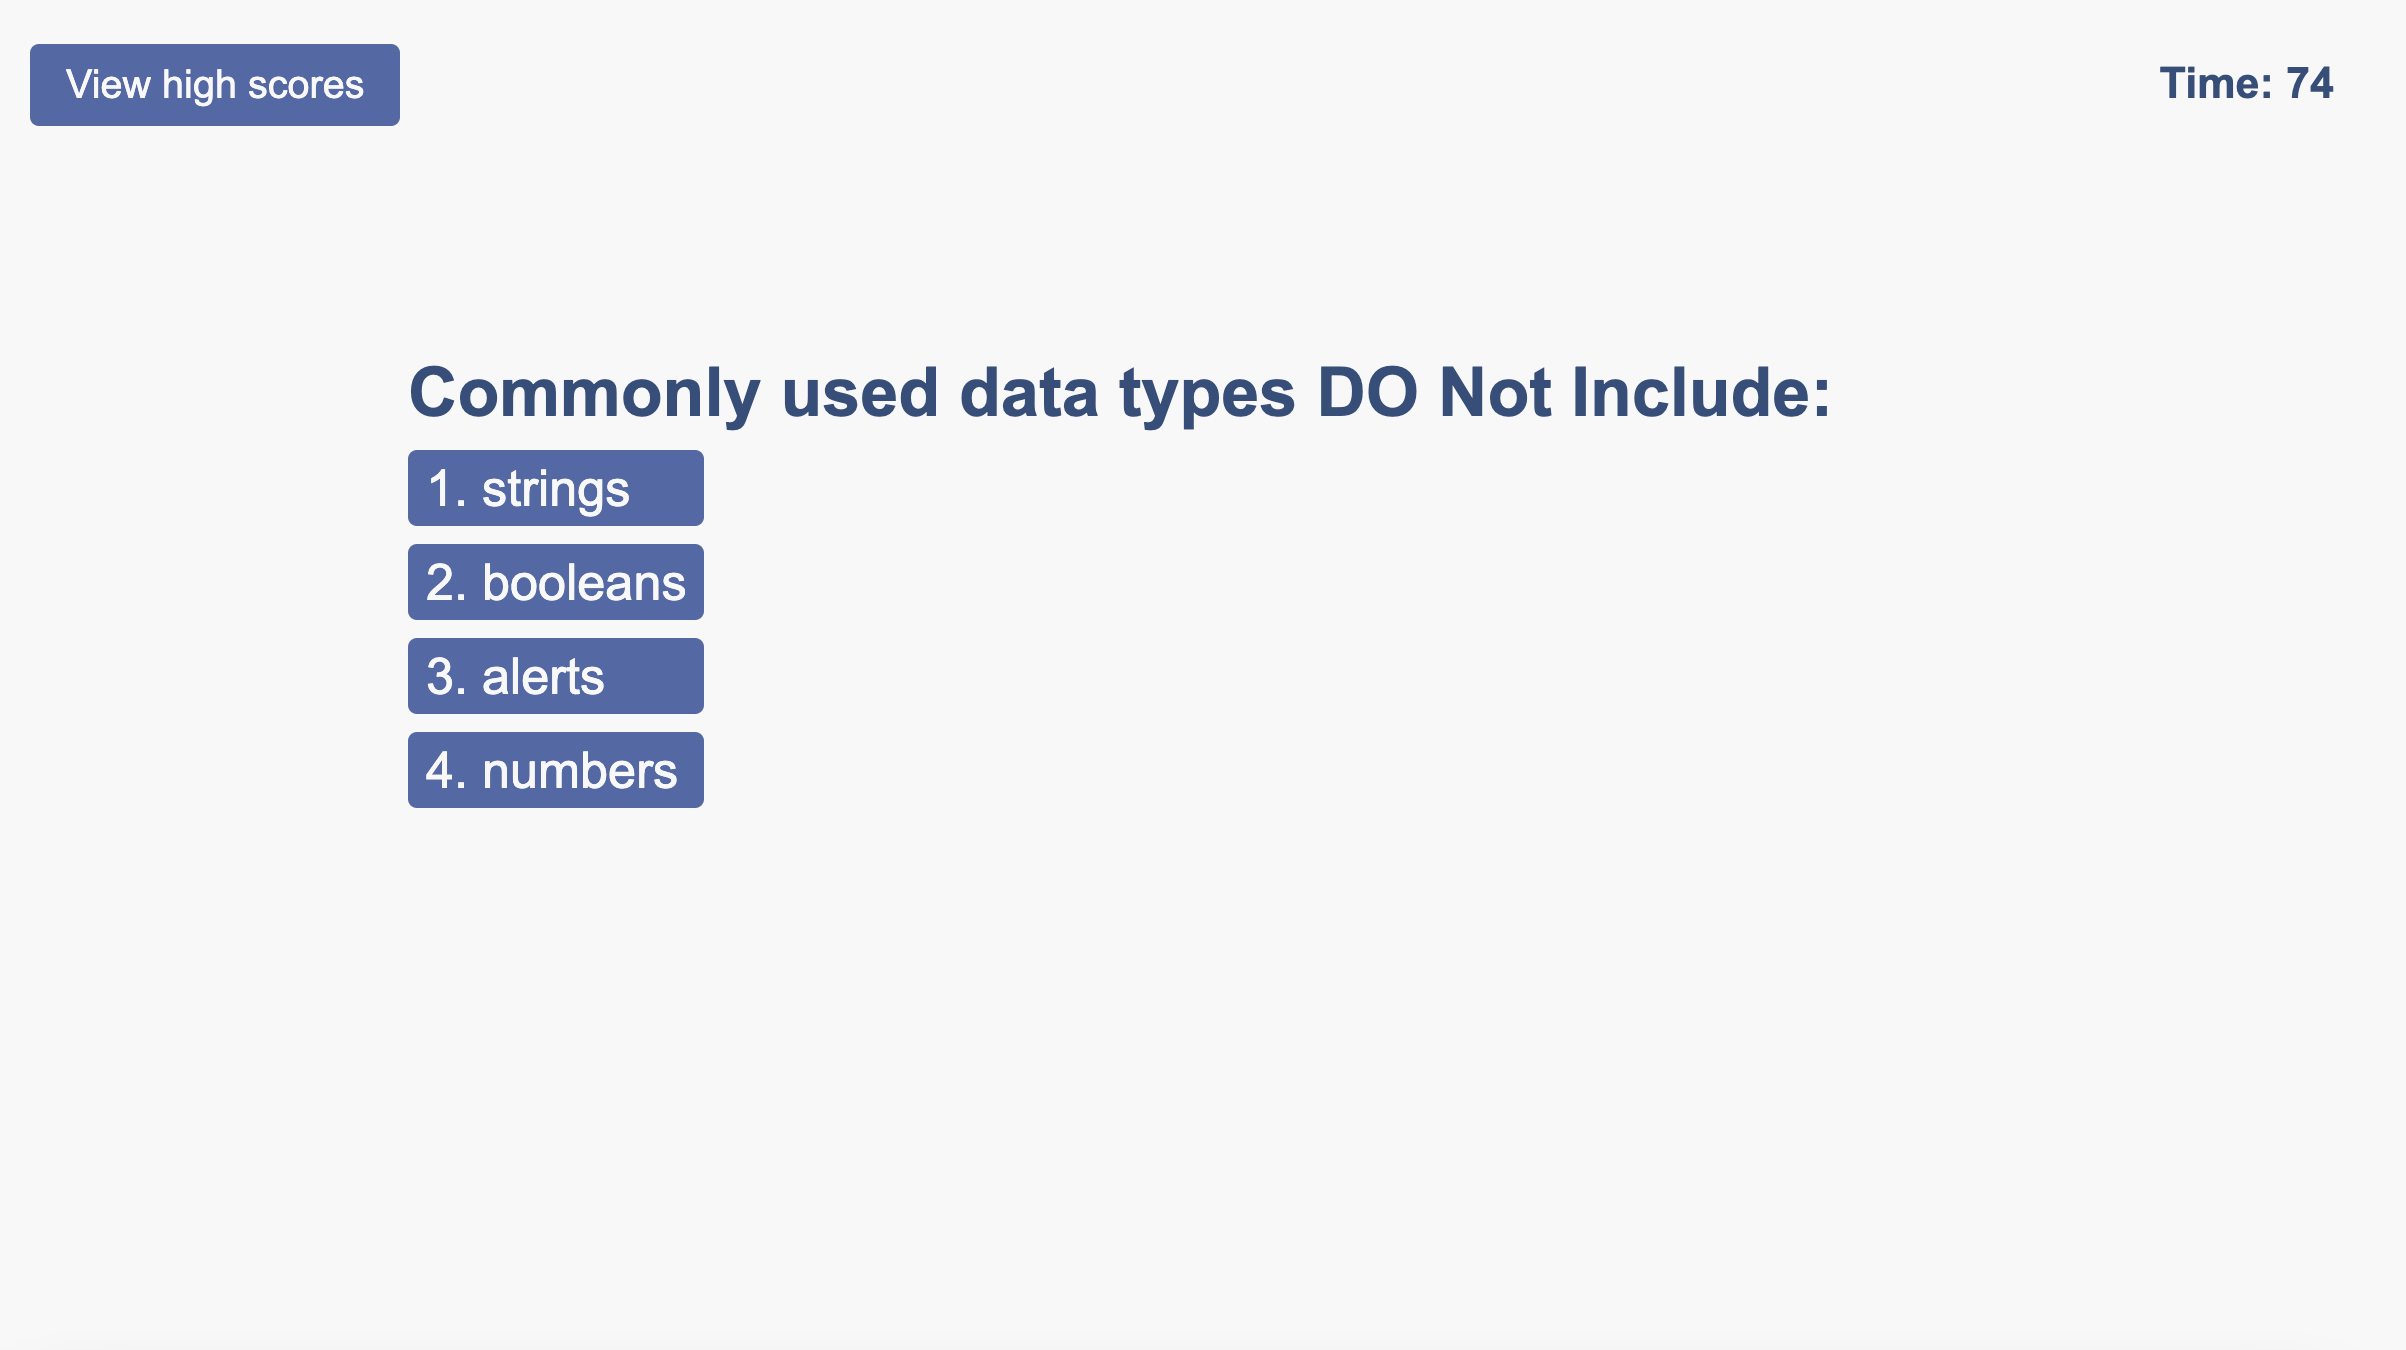 View high scores
Time: 74
Commonly used data types DO Not Include:
1. strings
2. booleans
3. alerts
4. numbers